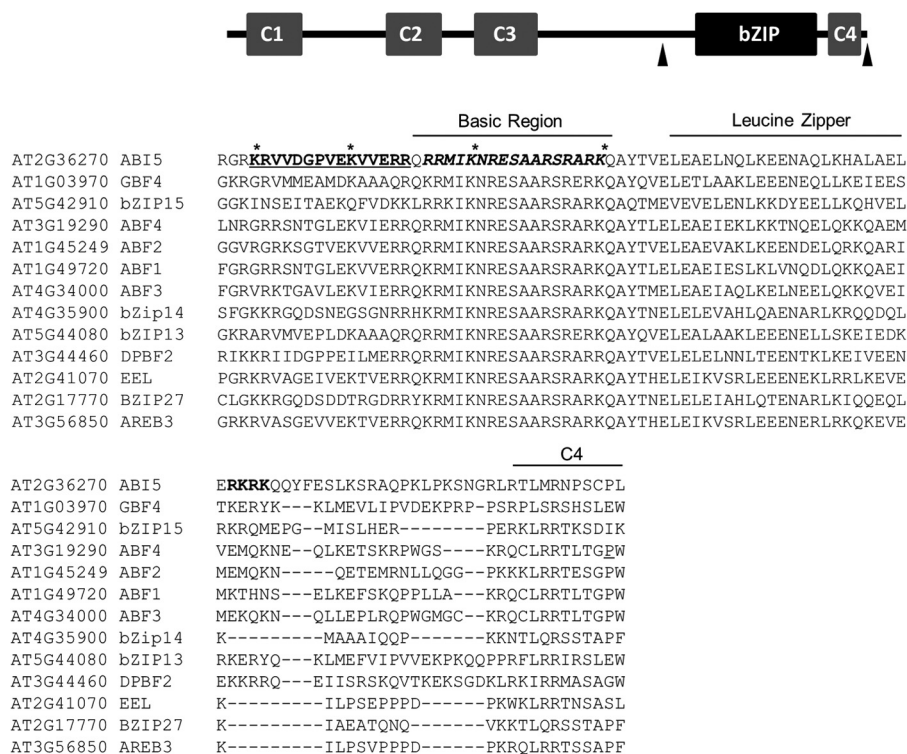 C1 C2 C3 bZIP C4
Basic Region Leucine Zipper
* * * *
AT2G36270 ABI5 RGRKRVVDGPVEKVVERRQRRMIKNRESAARSRARKQAYTVELEAELNQLKEENAQLKHALAEL
AT1G03970 GBF4 GKRGRVMMEAMDKAAAQRQKRMIKNRESAARSRERKQAYQVELETLAAKLEEENEQLLKEIEES
AT5G42910 bZIP15 GGKINSEITAEKQFVDKKLRRKIKNRESAARSRARKQAQTMEVEVELENLKKDYEELLKQHVEL
AT3G19290 ABF4 LNRGRRSNTGLEKVIERRQRRMIKNRESAARSRARKQAYTLELEAEIEKLKKTNQELQKKQAEM
AT1G45249 ABF2 GGVRGRKSGTVEKVVERRQRRMIKNRESAARSRARKQAYTVELEAEVAKLKEENDELQRKQARI
AT1G49720 ABF1 FGRGRRSNTGLEKVVERRQKRMIKNRESAARSRARKQAYTLELEAEIESLKLVNQDLQKKQAEI
AT4G34000 ABF3 FGRVRKTGAVLEKVIERRQKRMIKNRESAARSRARKQAYTMELEAEIAQLKELNEELQKKQVEI
AT4G35900 bZip14 SFGKKRGQDSNEGSGNRRHKRMIKNRESAARSRARKQAYTNELELEVAHLQAENARLKRQQDQL
AT5G44080 bZIP13 GKRARVMVEPLDKAAAQRQKRMIKNRESAARSRERKQAYQVELEALAAKLEEENELLSKEIEDK
AT3G44460 DPBF2 RIKKRIIDGPPEILMERRQRRMIKNRESAARSRARRQAYTVELELELNNLTEENTKLKEIVEEN
AT2G41070 EEL PGRKRVAGEIVEKTVERRQKRMIKNRESAARSRARKQAYTHELEIKVSRLEEENEKLRRLKEVE
AT2G17770 BZIP27 CLGKKRGQDSDDTRGDRRYKRMIKNRESAARSRARKQAYTNELELEIAHLQTENARLKIQQEQL
AT3G56850 AREB3 GRKRVASGEVVEKTVERRQKRMIKNRESAARSRARKQAYTHELEIKVSRLEEENERLRKQKEVE
C4
AT2G36270 ABI5 ERKRKQQYFESLKSRAQPKLPKSNGRLRTLMRNPSCPL
AT1G03970 GBF4 TKERYK--KLMEVLIPVDEKPRP-PSRPLSRSHSLEW
AT5G42910 bZIP15 RKRQMEPG--MISLHER-------PERKLRRTKSDIK
AT3G19290 ABF4 VEMQKNE--QLKETSKRPWGS----KRQCLRRTLTGPW
AT1G45249 ABF2 MEMQKN-----QETEMRNLLQGG--PKKKLRRTESGPW
AT1G49720 ABF1 MKTHNS---ELKEFSKQPPLLA---KRQCLRRTLTGPW
AT4G34000 ABF3 MEKQKN---QLLEPLRQPWGMGC--KRQCLRRTLTGPW
AT4G35900 bZip14 K---------MAAAIQQP------KKNTLQRSSTAPF
AT5G44080 bZIP13 RKERYQ---KLMEFVIPVVEKPKQQPPRFLRRIRSLEW
AT3G44460 DPBF2 EKKRRQ---EIISRSKQVTKEKSGDKLRKIRRMASAGW
AT2G41070 EEL K---------ILPSEPPPD-----PKWKLRRTNSASL
AT2G17770 BZIP27 K---------IAEATQNQ------VKKTLQRSSTAPF
AT3G56850 AREB3 K---------ILPSVPPPD-----PKRQLRRTSSAPF